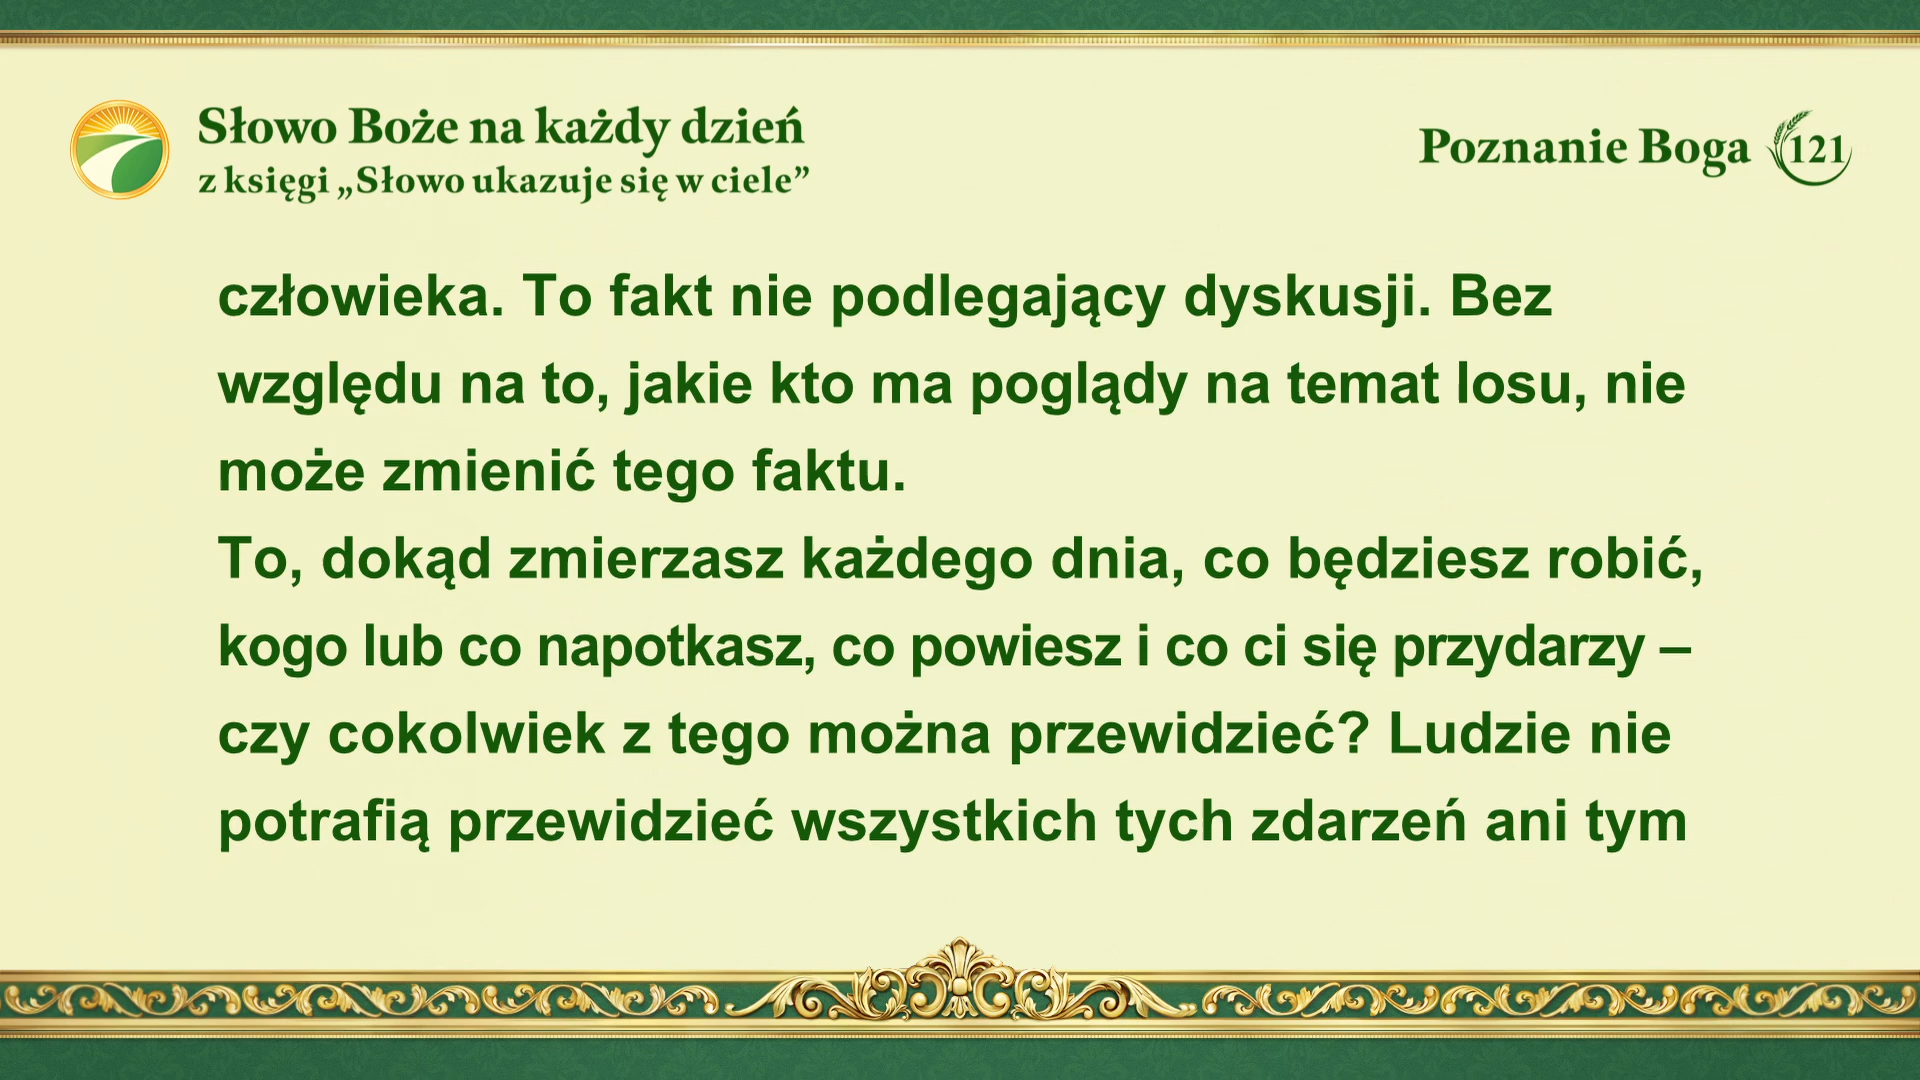 Słowo Boże na każdy dzień
z księgi „Słowo ukazuje się w ciele”
Poznanie Boga 121
człowieka. To fakt nie podlegający dyskusji. Bez
względu na to, jakie kto ma poglądy na temat losu, nie
może zmienić tego faktu.
To, dokąd zmierzasz każdego dnia, co będziesz robić,
kogo lub co napotkasz, co powiesz i co ci się przydarzy –
czy cokolwiek z tego można przewidzieć? Ludzie nie
potrafią przewidzieć wszystkich tych zdarzeń ani tym